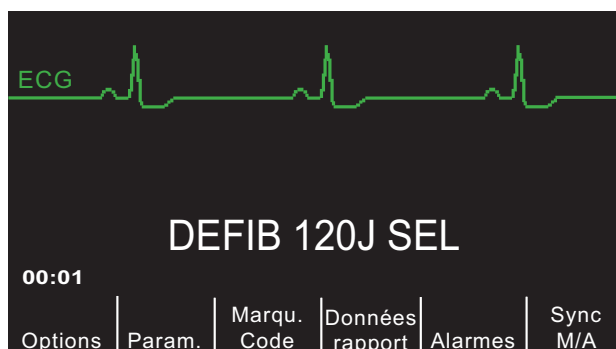 ECG
DEFIB 120J SEL
00:01
Options
Param.
Marqu.
Code
Données
rapport
Alarmes
Sync
M/A